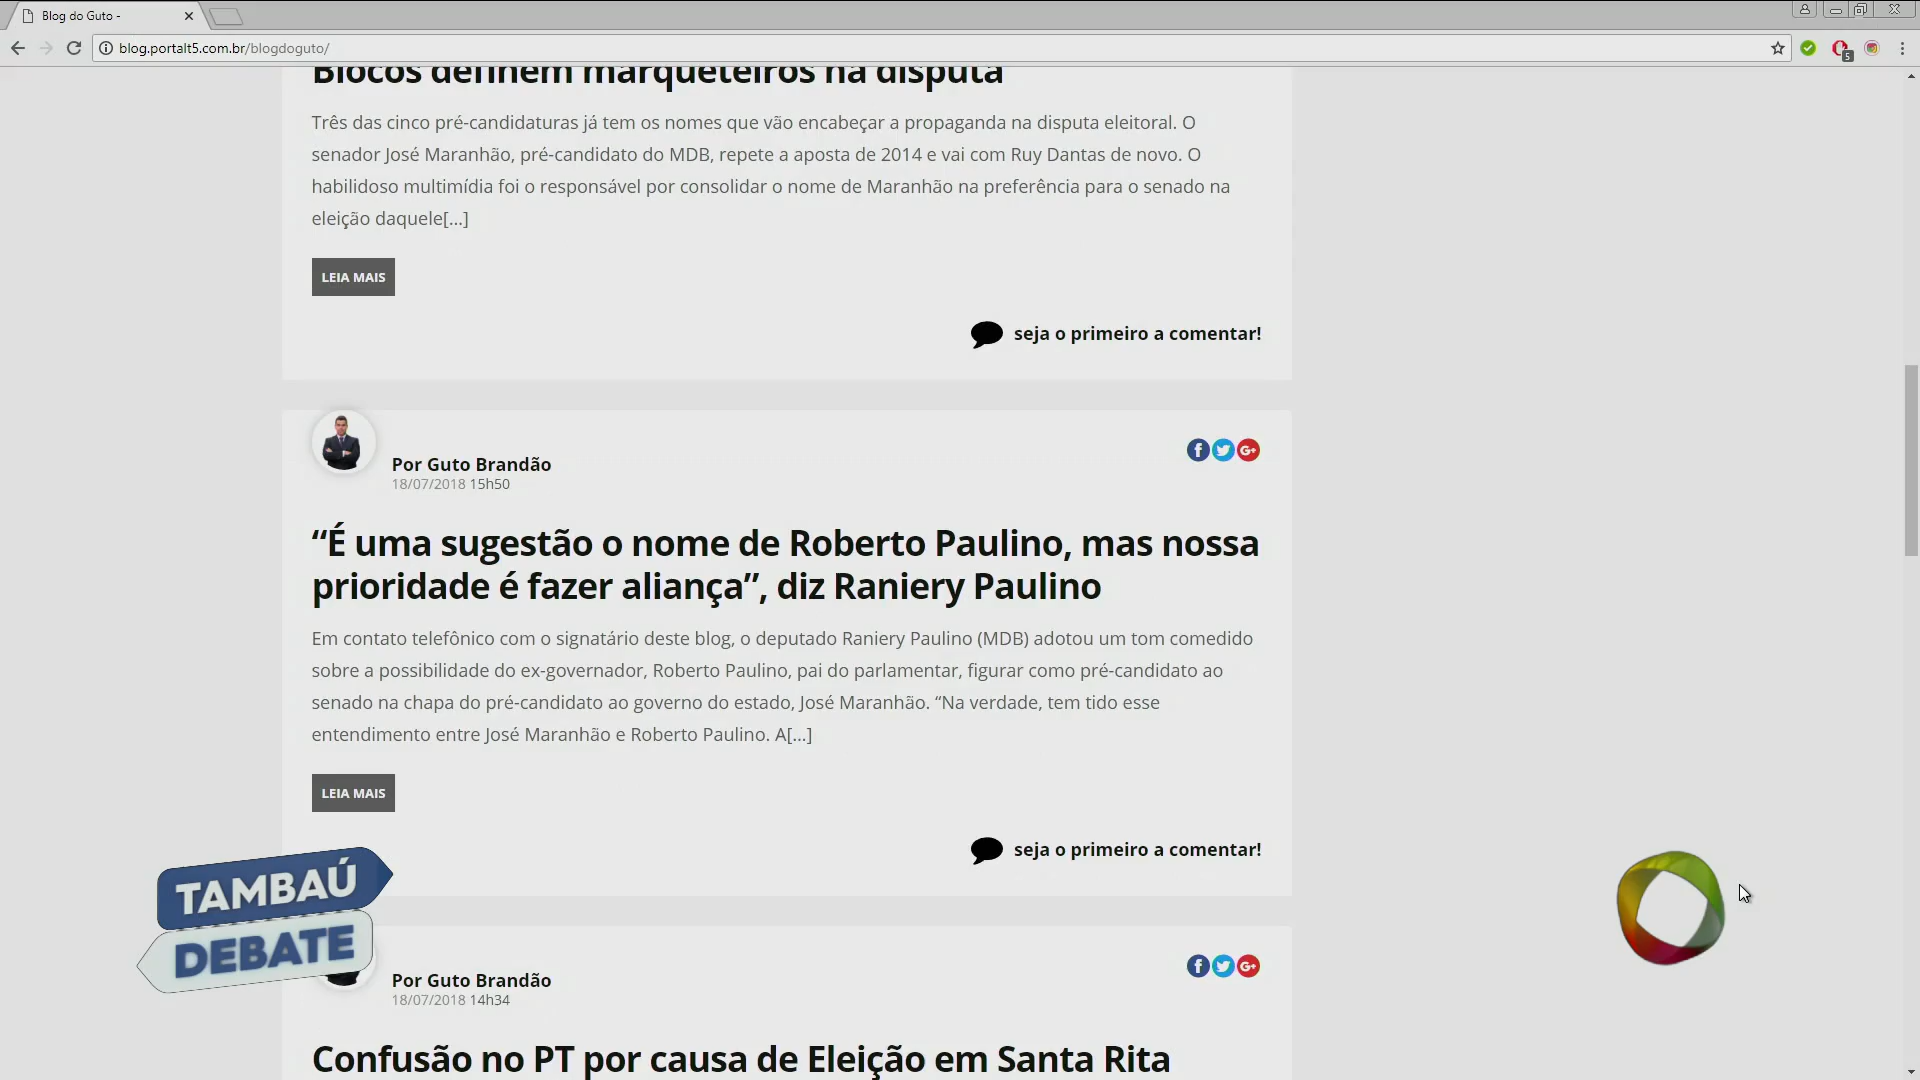 Blog do Guto -
blog.portalt5.com.br/blogdoguto/
5
Blocos definem marqueteiros na disputa
Três das cinco pré-candidaturas já tem os nomes que vão encabeçar a propaganda na disputa eleitoral. O
senador José Maranhão, pré-candidato do MDB, repete a aposta de 2014 e vai com Ruy Dantas de novo. O
habilidoso multimídia foi o responsável por consolidar o nome de Maranhão na preferência para o senado na
eleição daquele[...]
LEIA MAIS
seja o primeiro a comentar!
Por Guto Brandão
18/07/2018 15h50
“É uma sugestão o nome de Roberto Paulino, mas nossa
prioridade é fazer aliança”, diz Raniery Paulino
Em contato telefônico com o signatário deste blog, o deputado Raniery Paulino (MDB) adotou um tom comedido
sobre a possibilidade do ex-governador, Roberto Paulino, pai do parlamentar, figurar como pré-candidato ao
senado na chapa do pré-candidato ao governo do estado, José Maranhão. “Na verdade, tem tido esse
entendimento entre José Maranhão e Roberto Paulino. A[...]
LEIA MAIS
seja o primeiro a comentar!
TAMBAÚ
DEBATE
Por Guto Brandão
18/07/2018 14h34
Confusão no PT por causa de Eleição em Santa Rita